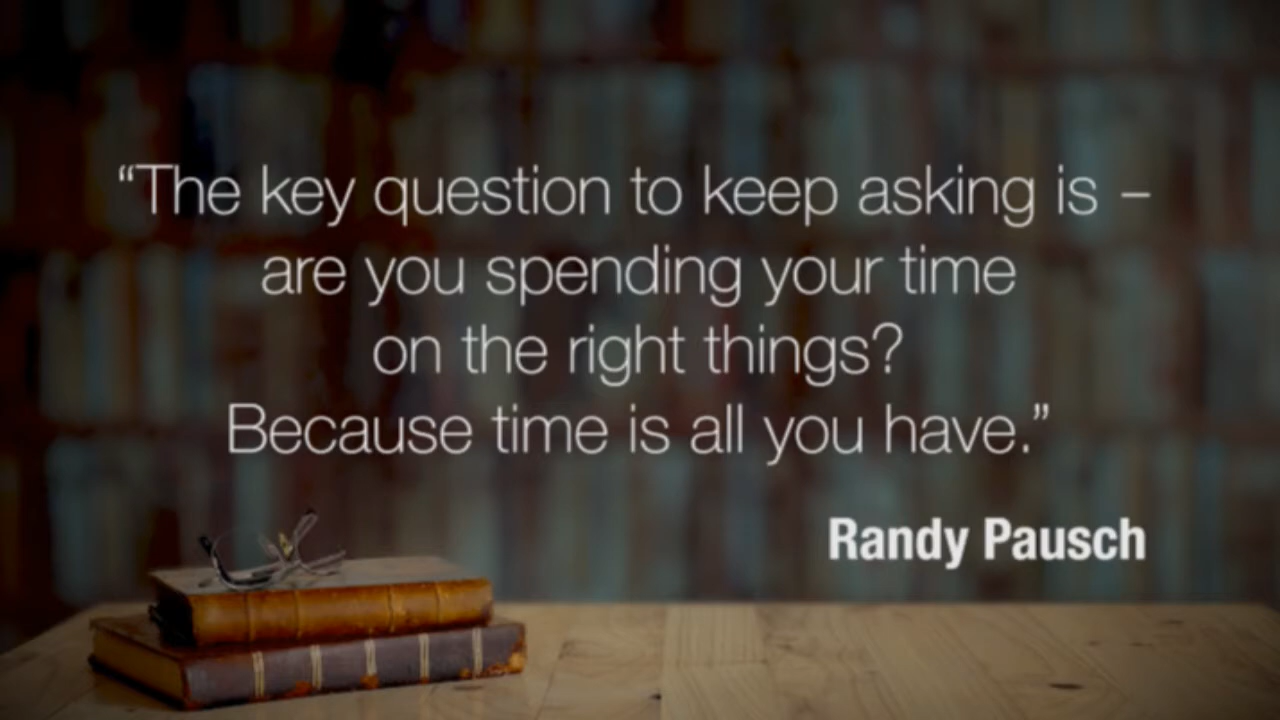 “The key question to keep asking is –
are you spending your time
on the right things?
Because time is all you have.”
Randy Pausch